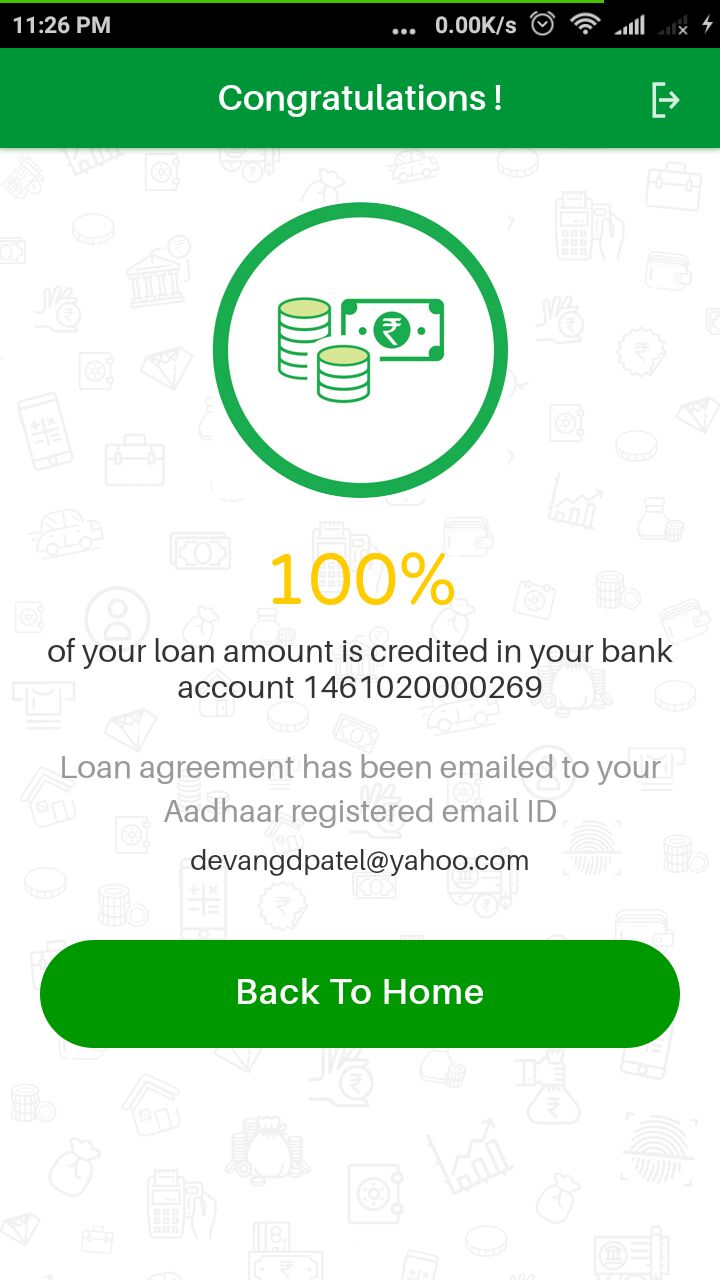 11:26 PM ... 0.00K/s
Congratulations !
100%
of your loan amount is credited in your bank
account 1461020000269
Loan agreement has been emailed to your
Aadhaar registered email ID
devangdpatel@yahoo.com
Back To Home